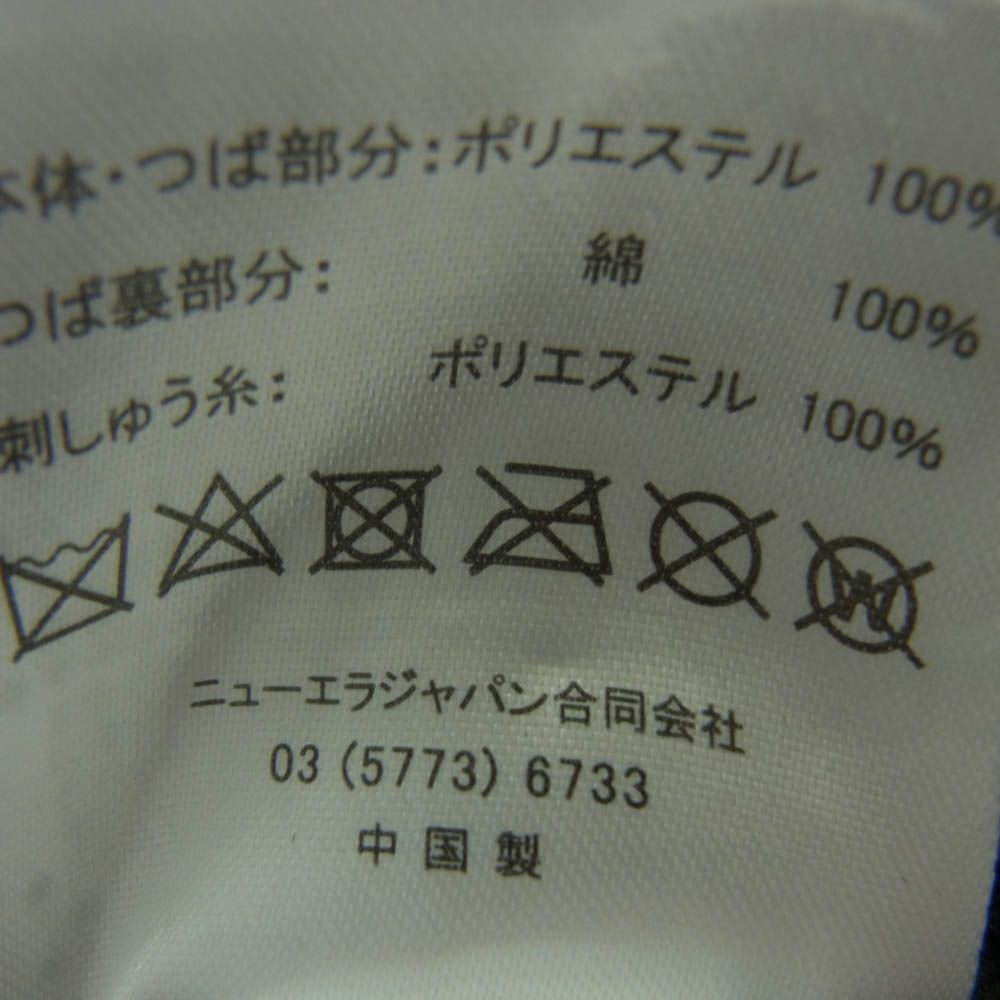 本体・つば部分:ポリエステル 100%
つば裏部分: 綿 100%
刺しゅう糸: ポリエステル 100%
W
ニューエラジャパン合同会社
03 (5773) 6733
中国製